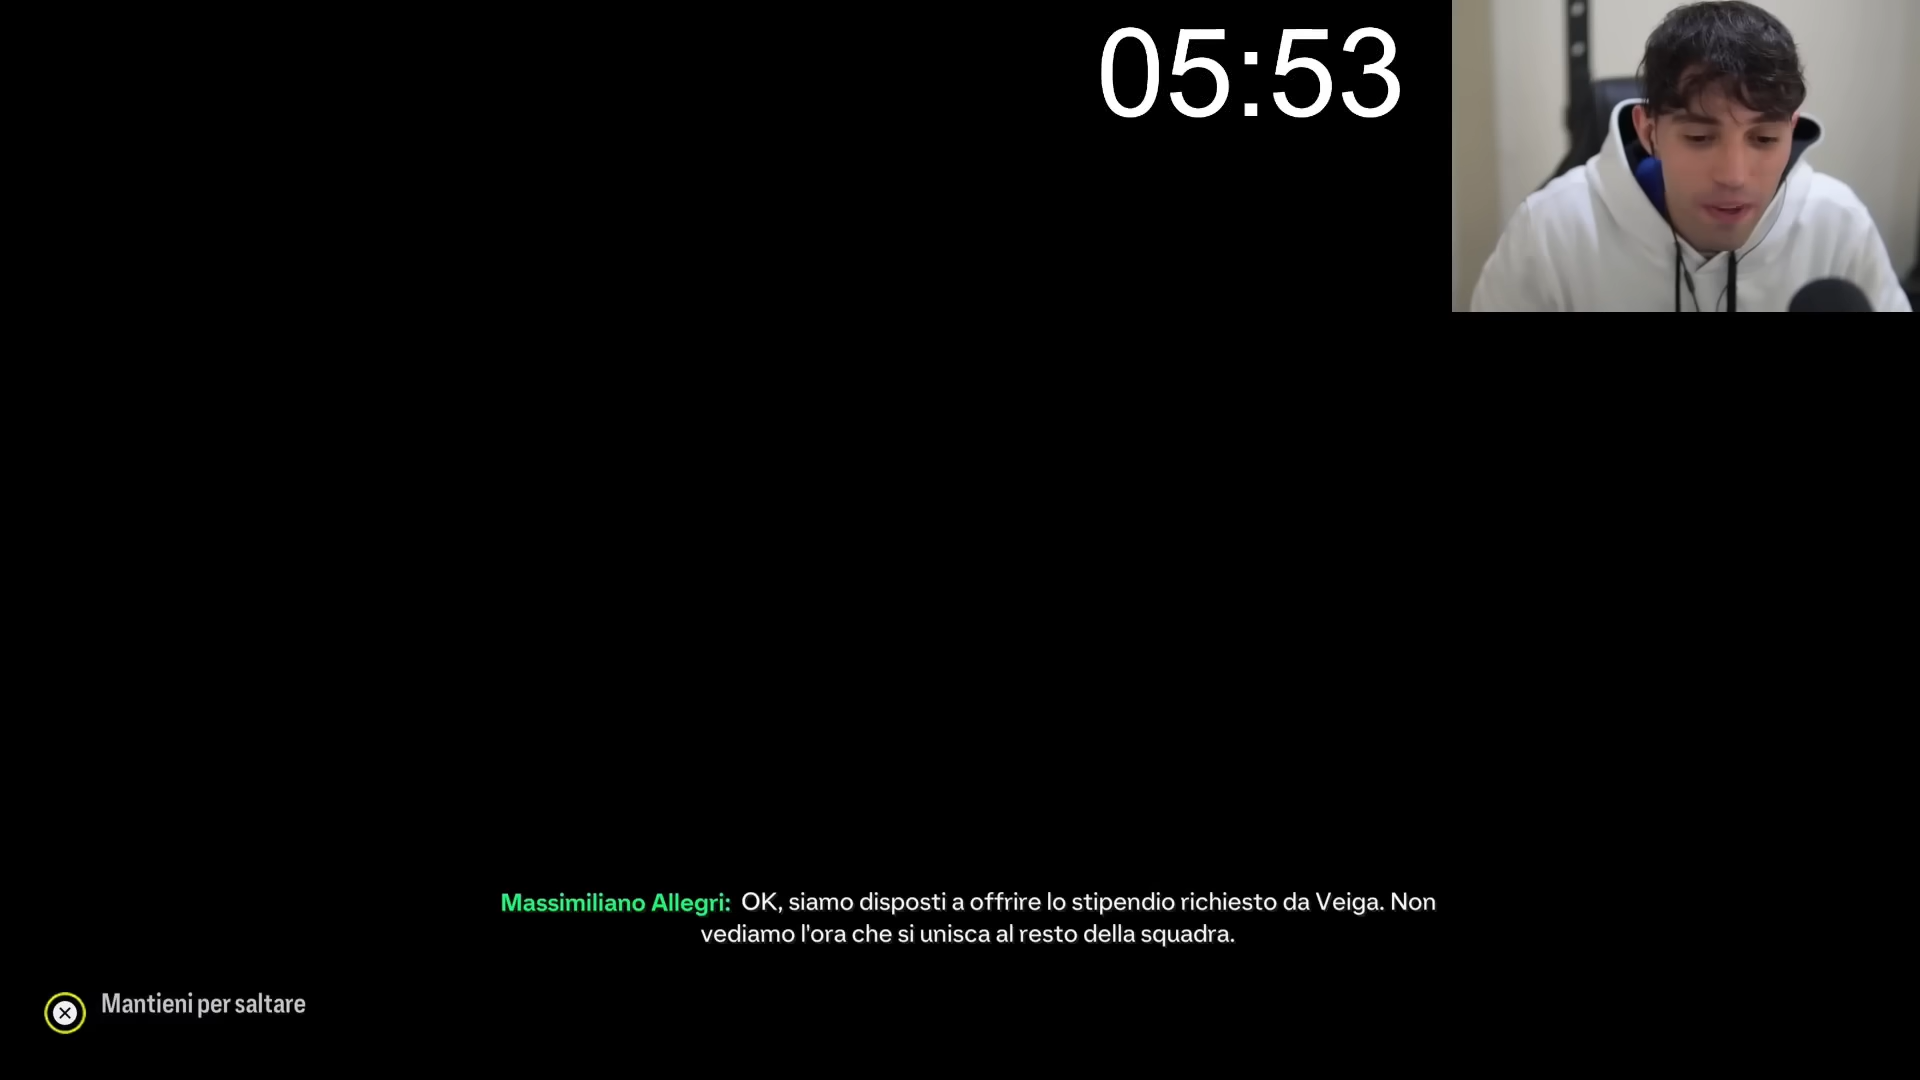 05:53
Massimiliano Allegri: OK, siamo disposti a offrire lo stipendio richiesto da Veiga. Non
vediamo l'ora che si unisca al resto della squadra.
Mantieni per saltare